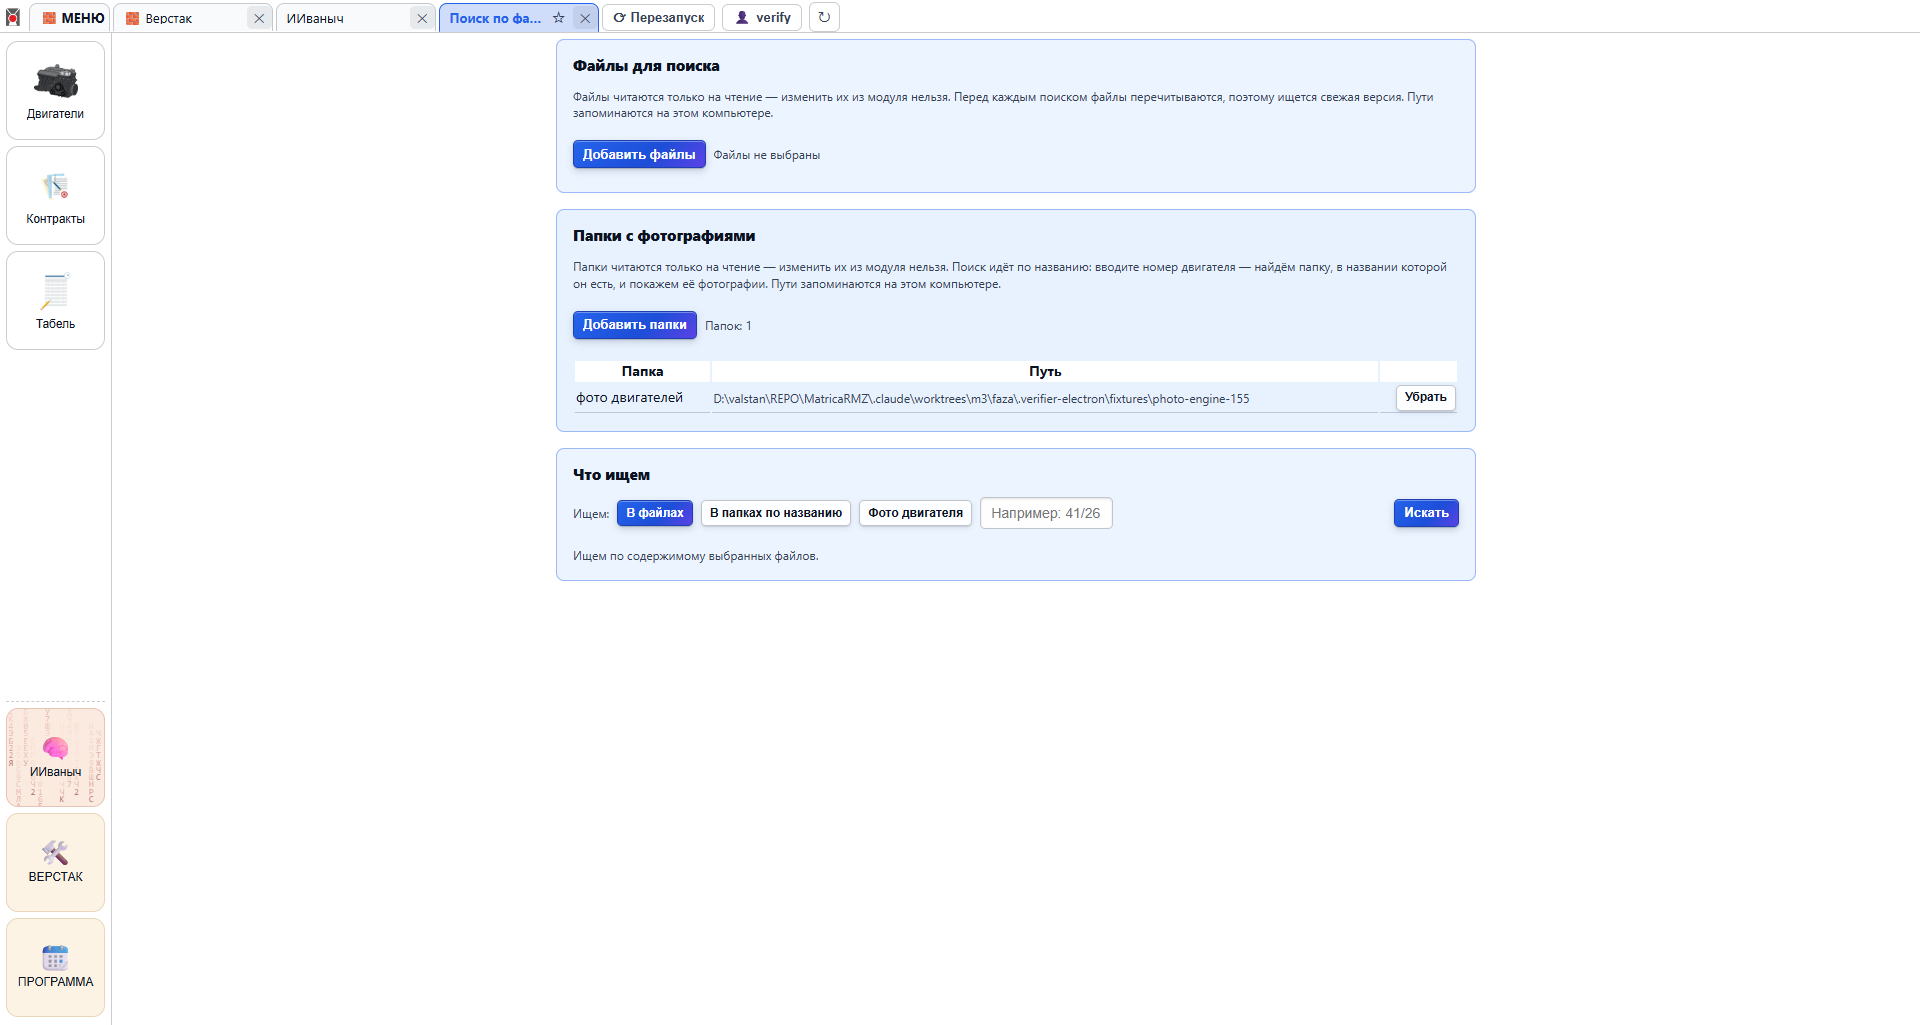 МЕНЮ
Верстак
ИИваныч
Поиск по фа...
Перезапуск
verify
Двигатели
Контракты
Табель
ИИваныч
ВЕРСТАК
ПРОГРАММА
Файлы для поиска
Файлы читаются только на чтение — изменить их из модуля нельзя. Перед каждым поиском файлы перечитываются, поэтому ищется свежая версия. Пути
запоминаются на этом компьютере.
Добавить файлы
Файлы не выбраны
Папки с фотографиями
Папки читаются только на чтение — изменить их из модуля нельзя. Поиск идёт по названию: вводите номер двигателя — найдём папку, в названии которой
он есть, и покажем её фотографии. Пути запоминаются на этом компьютере.
Добавить папки
Папок: 1
Папка
Путь
фото двигателей
D:\valstan\REPO\MatricaRMZ\.claude\worktrees\m3\faza\.verifier-electron\fixtures\photo-engine-155
Убрать
Что ищем
Ищем:
В файлах
В папках по названию
Фото двигателя
Например: 41/26
Искать
Ищем по содержимому выбранных файлов.